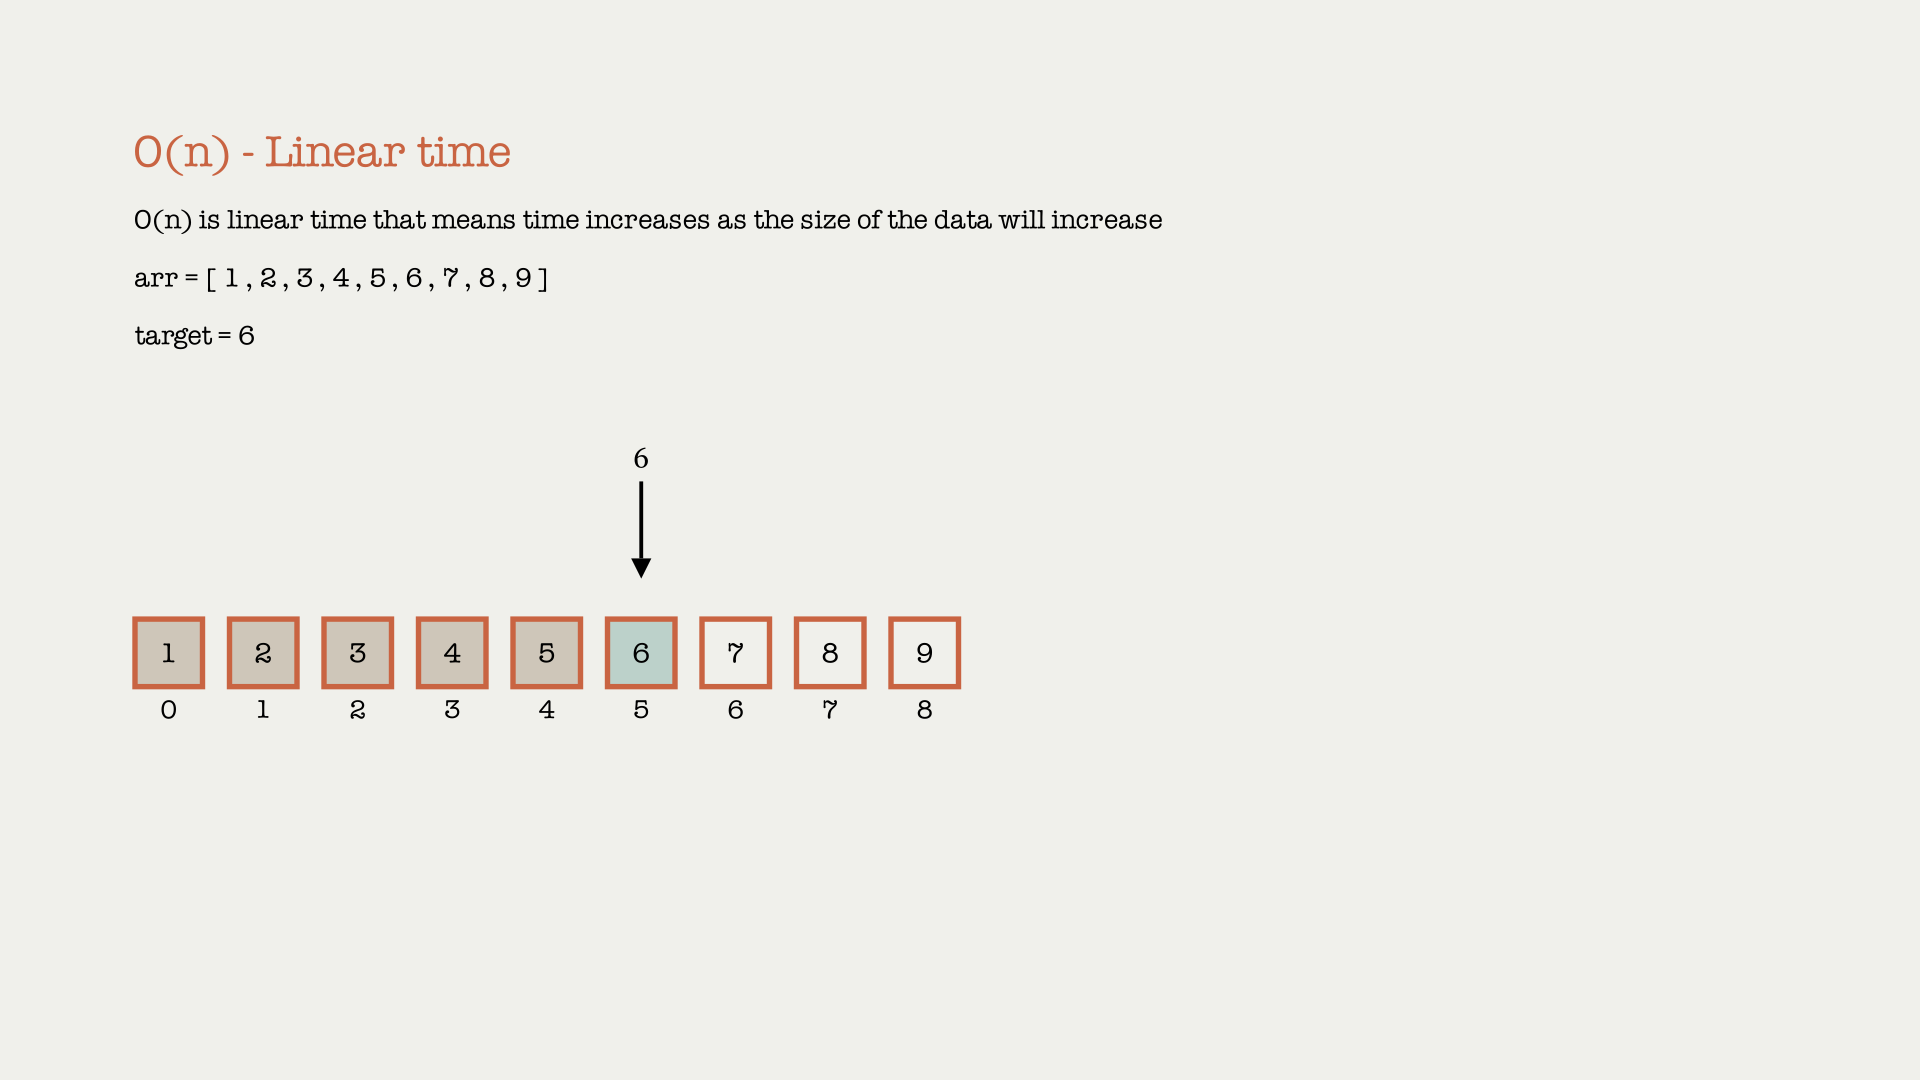 O(n) - Linear time
O(n) is linear time that means time increases as the size of the data will increase
arr = [ 1 , 2 , 3 , 4 , 5 , 6 , 7 , 8 , 9 ]
target = 6
6
1 2 3 4 5 6 7 8 9
0 1 2 3 4 5 6 7 8